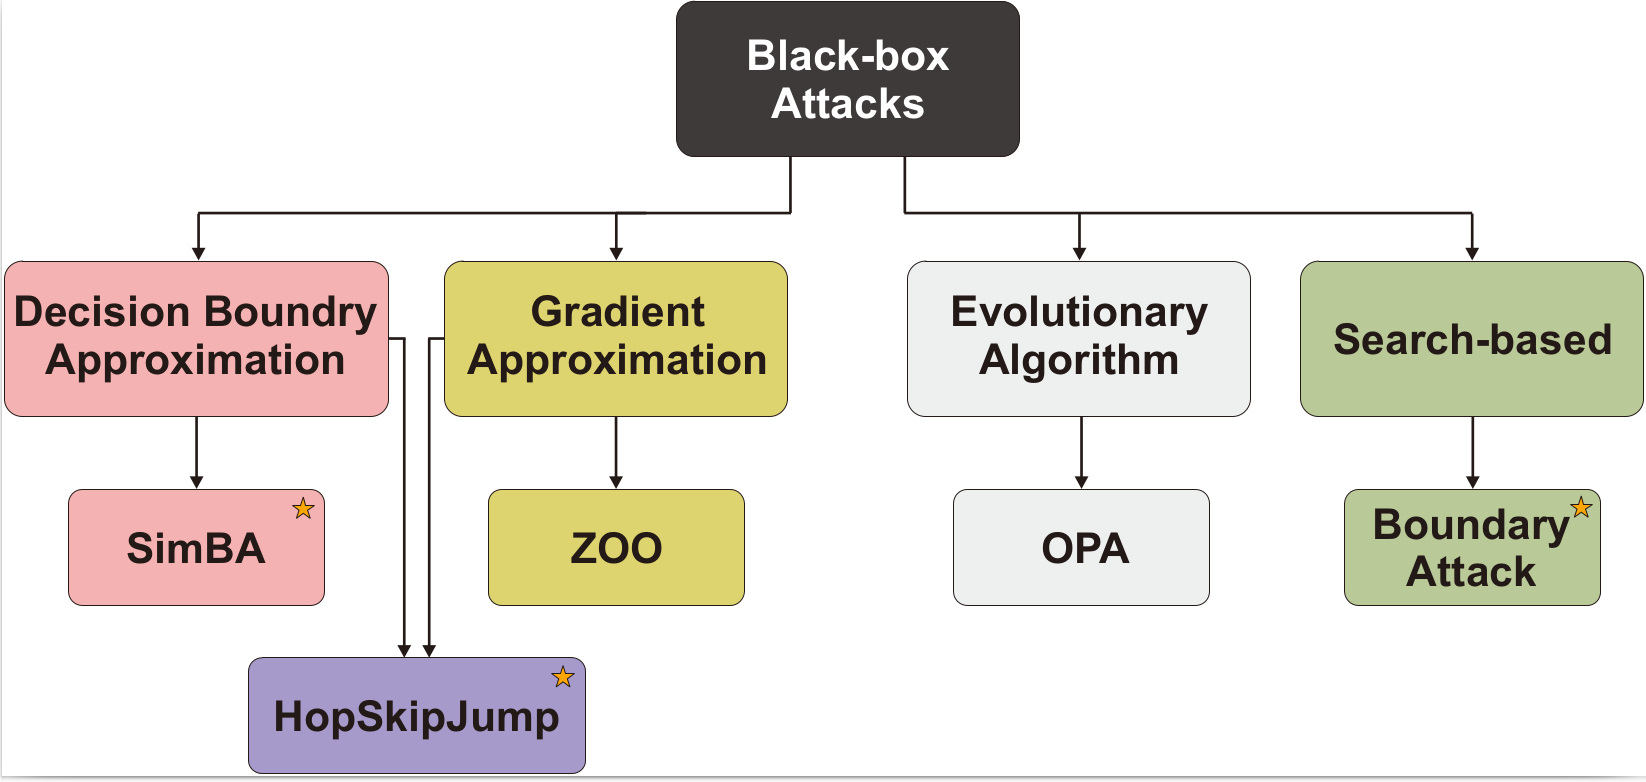 Black-box
Attacks
Decision Boundry
Approximation
Gradient
Approximation
Evolutionary
Algorithm
Search-based
SimBA
ZOO
OPA
Boundary
Attack
HopSkipJump